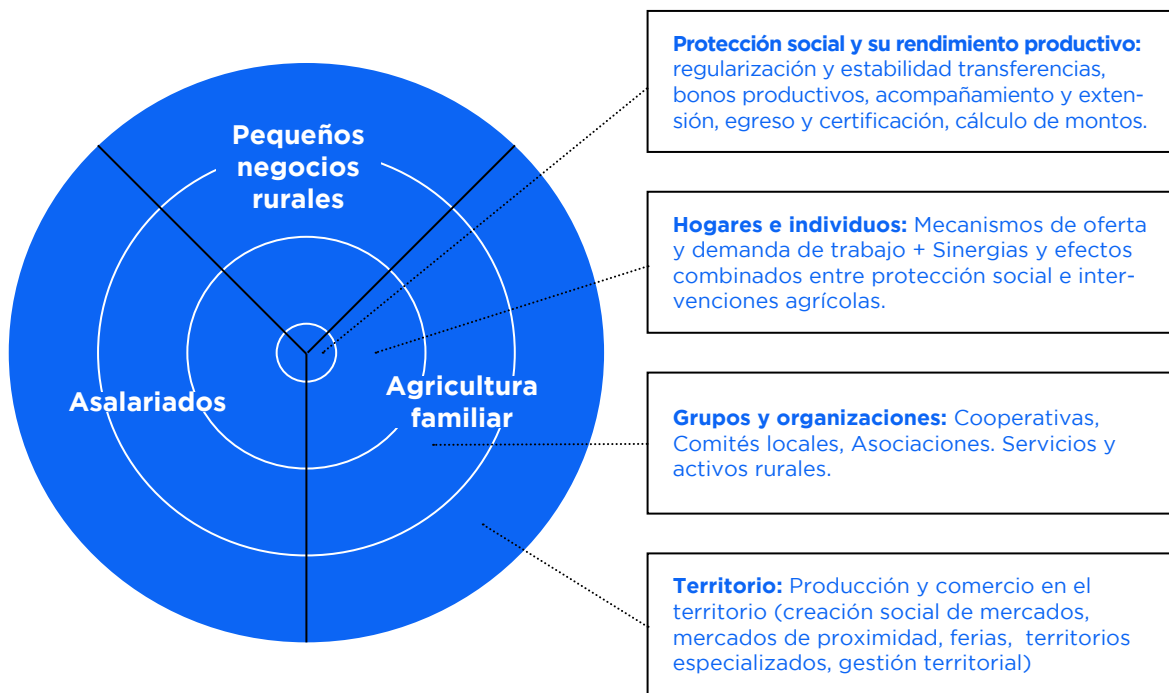 Pequeños
negocios
rurales
Asalariados
Agricultura
familiar
Protección social y su rendimiento productivo:
regularización y estabilidad transferencias,
bonos productivos, acompañamiento y exten-
sión, egreso y certificación, cálculo de montos.
Hogares e individuos: Mecanismos de oferta
y demanda de trabajo + Sinergias y efectos
combinados entre protección social e inter-
venciones agrícolas.
Grupos y organizaciones: Cooperativas,
Comités locales, Asociaciones. Servicios y
activos rurales.
Territorio: Producción y comercio en el
territorio (creación social de mercados,
mercados de proximidad, ferias, territorios
especializados, gestión territorial)